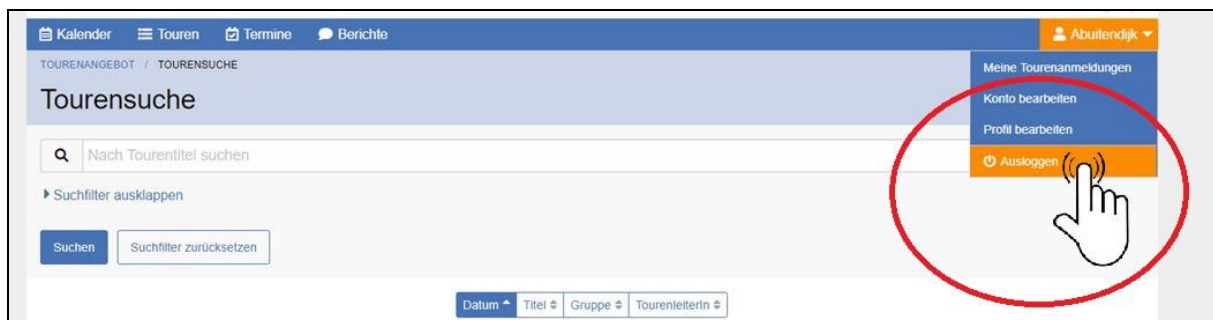 Kalender Touren Termine Berichte Abuitendijk
TOURENANGEBOT / TOURENSUCHE
Meine Tourenanmeldungen
Tourensuche
Konto bearbeiten
Profil bearbeiten
Nach Tourentitel suchen
Ausloggen
Suchfilter ausklappen
Suchen Suchfilter zurücksetzen
Datum Titel Gruppe TourenleiterIn